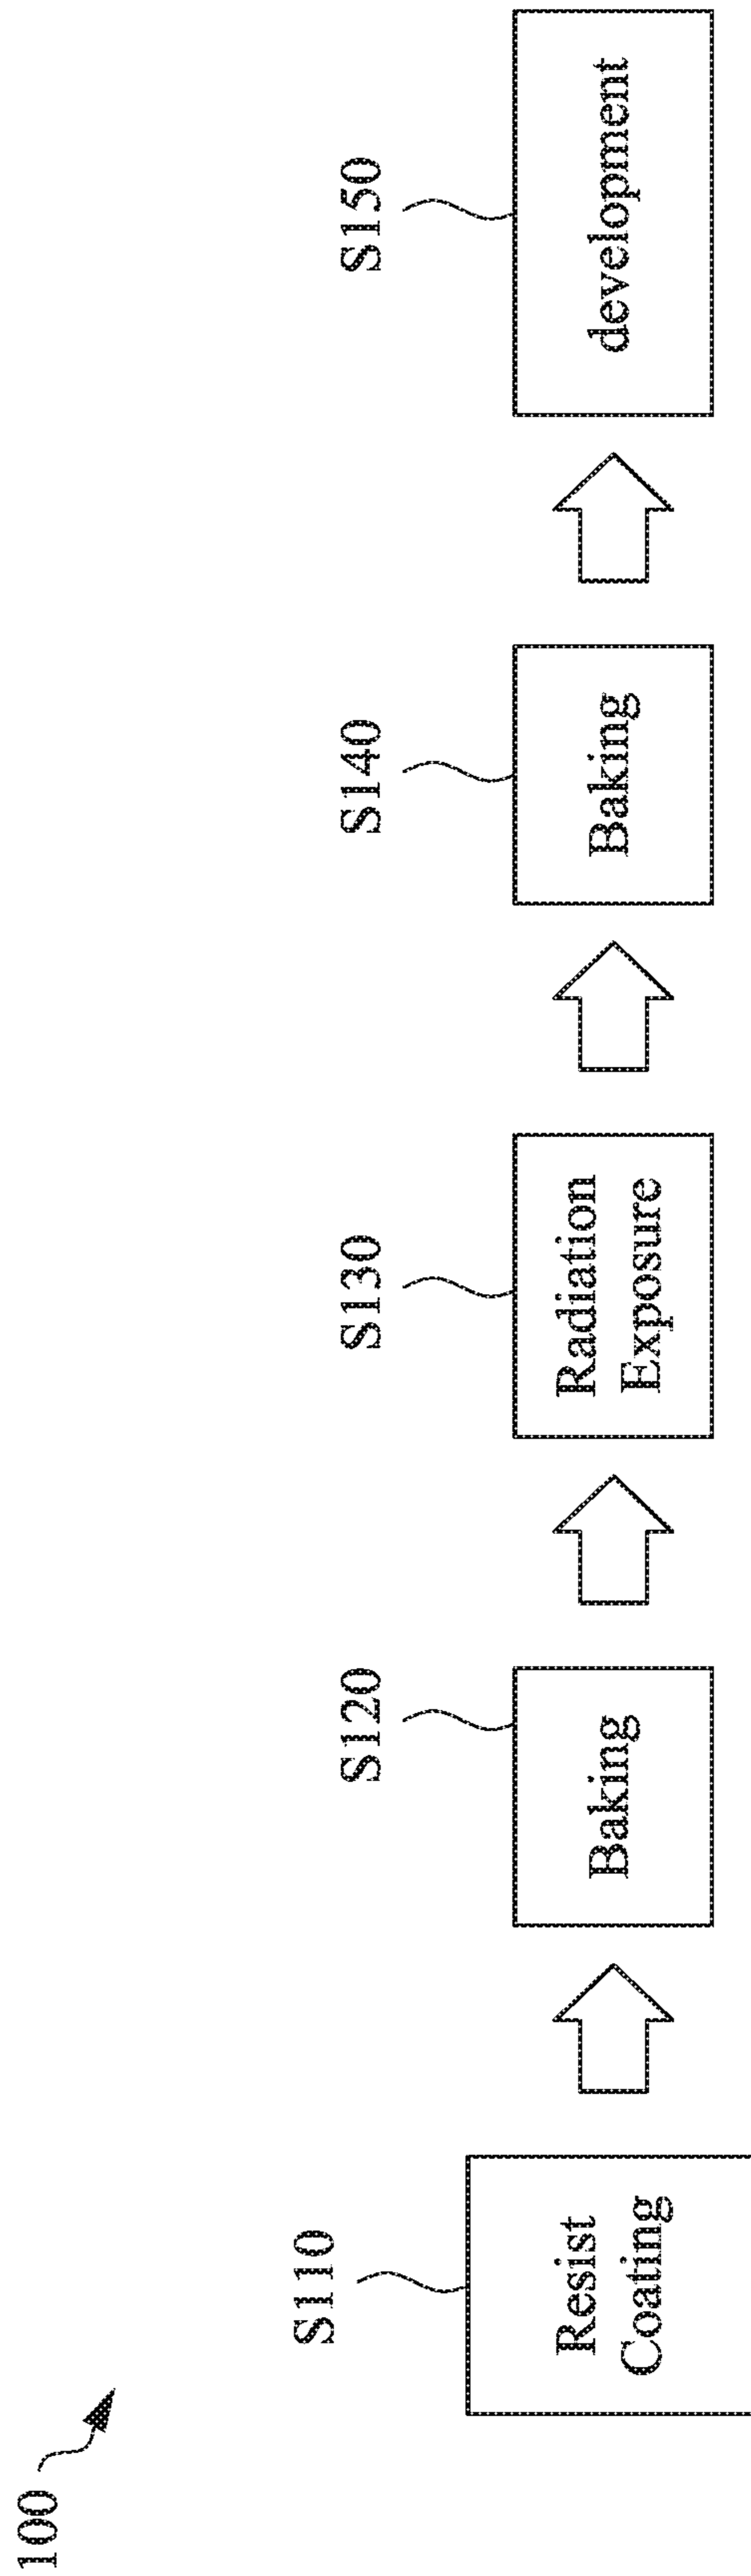 100
S110
Resist
Coating
S120
Baking
S130
Radiation
Exposure
S140
Baking
S150
development